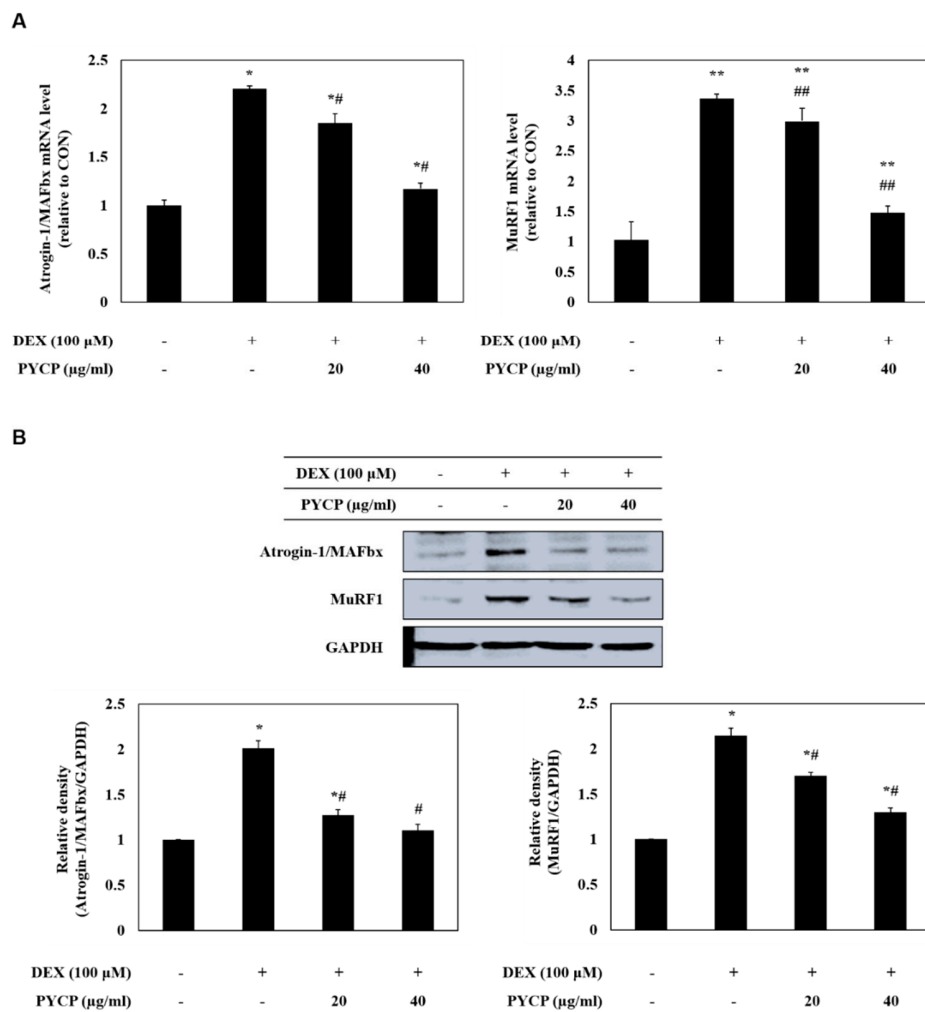 A
Atrogin-1/MAFbx mRNA level
(relative to CON)
2.5
2
1.5
1
0.5
0
*
*#
*#
DEX (100 µM) - + + +
PYCP (µg/ml) - - 20 40
MuRF1 mRNA level
(relative to CON)
4
3.5
3
2.5
2
1.5
1
0.5
0
**
**
##
**
##
DEX (100 µM) - + + +
PYCP (µg/ml) - - 20 40
B
DEX (100 µM) - + + +
PYCP (µg/ml) - - 20 40
Atrogin-1/MAFbx
MuRF1
GAPDH
Relative density
(Atrogin-1/MAFbx/GAPDH)
2.5
2
1.5
1
0.5
0
*
*#
#
DEX (100 µM) - + + +
PYCP (µg/ml) - - 20 40
Relative density
(MuRF1/GAPDH)
2.5
2
1.5
1
0.5
0
*
*#
*#
DEX (100 µM) - + + +
PYCP (µg/ml) - - 20 40